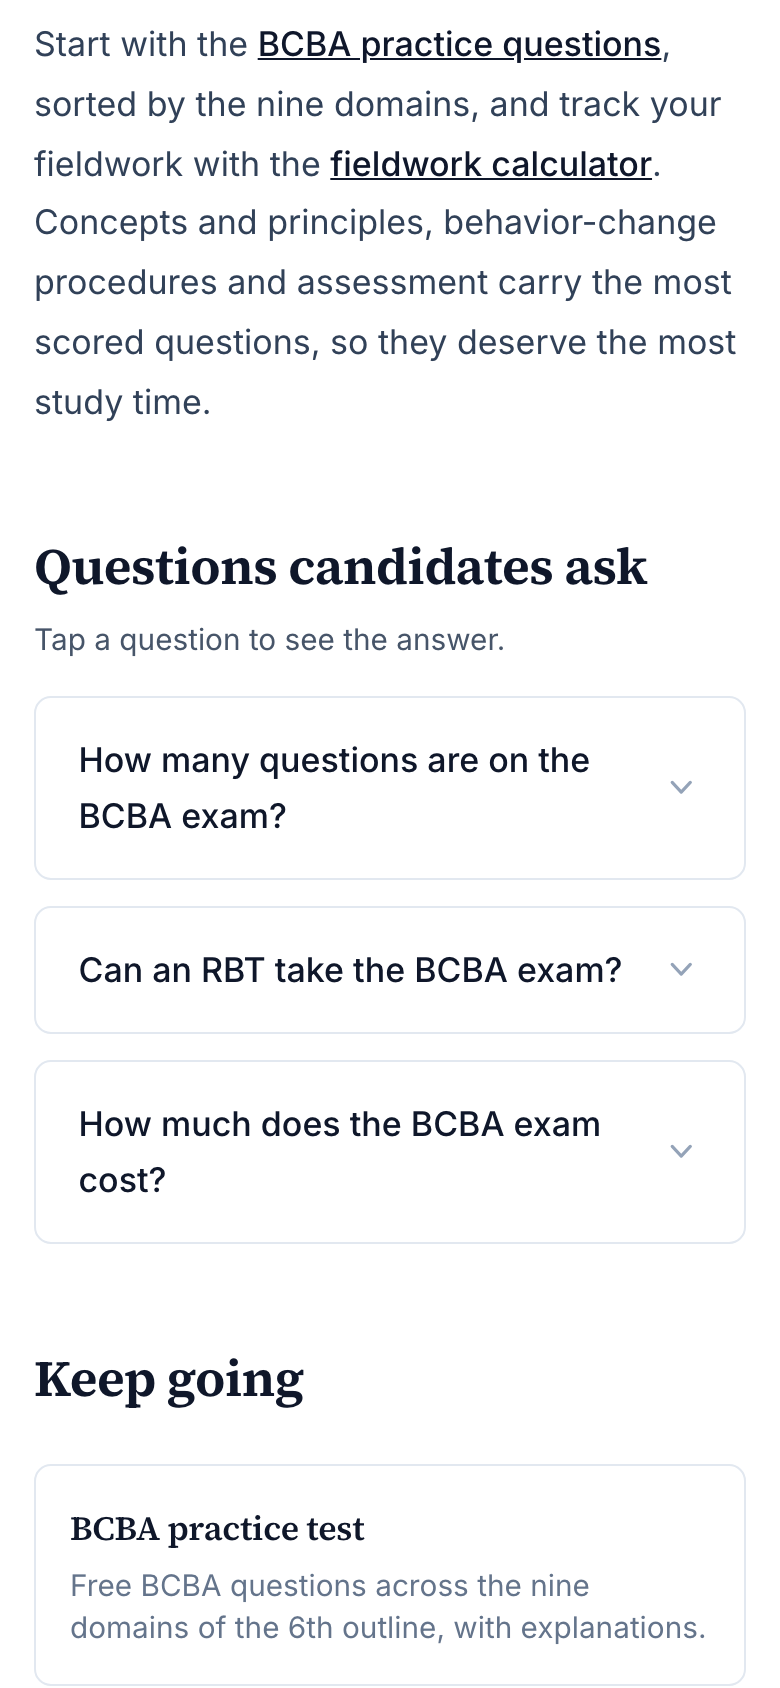 Start with the BCBA practice questions,
sorted by the nine domains, and track your
fieldwork with the fieldwork calculator.
Concepts and principles, behavior-change
procedures and assessment carry the most
scored questions, so they deserve the most
study time.
Questions candidates ask
Tap a question to see the answer.
How many questions are on the
BCBA exam?
Can an RBT take the BCBA exam?
How much does the BCBA exam
cost?
Keep going
BCBA practice test
Free BCBA questions across the nine
domains of the 6th outline, with explanations.